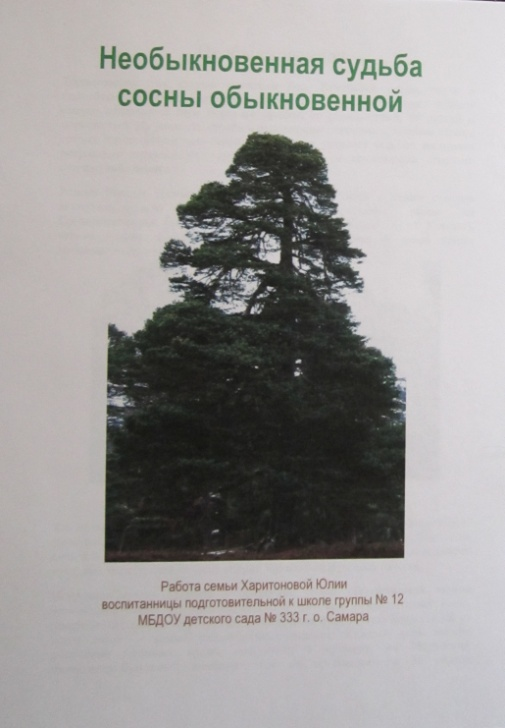 Необыкновенная судьба
сосны обыкновенной
Работа семьи Харитоновой Юлии
воспитанницы подготовительной к школе группы № 12
МБДОУ детского сада № 333 г. о. Самара